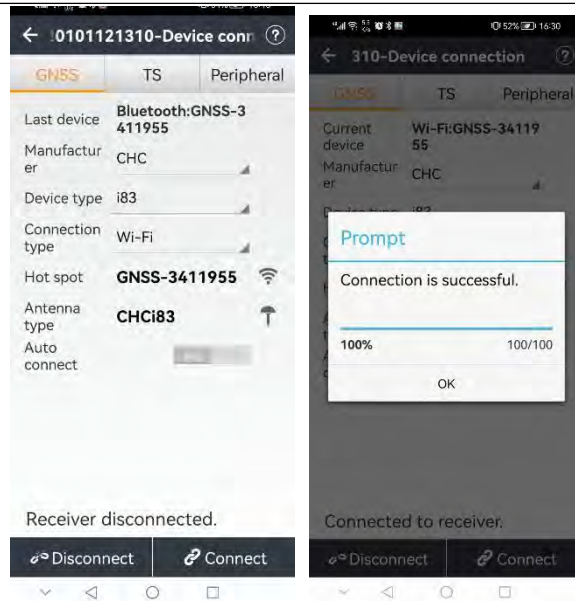 0101121310-Device conn
GNSS TS Peripheral
Last device Bluetooth:GNSS-3
411955
Manufactur
er CHC
Device type i83
Connection
type Wi-Fi
Hot spot GNSS-3411955
Antenna
type CHCi83
Auto
connect
Receiver disconnected.
Disconnect Connect
52% 16:30
310-Device connection
GNSS TS Peripheral
Current
device Wi-Fi:GNSS-34119
55
Manufactur
er CHC
Prompt
Connection is successful.
100% 100/100
OK
Connected to receiver.
Disconnect Connect